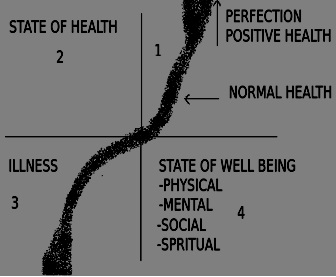 STATE OF HEALTH
2
1
PERFECTION
POSITIVE HEALTH
NORMAL HEALTH
ILLNESS
3
STATE OF WELL BEING
-PHYSICAL
-MENTAL
-SOCIAL
-SPRITUAL
4